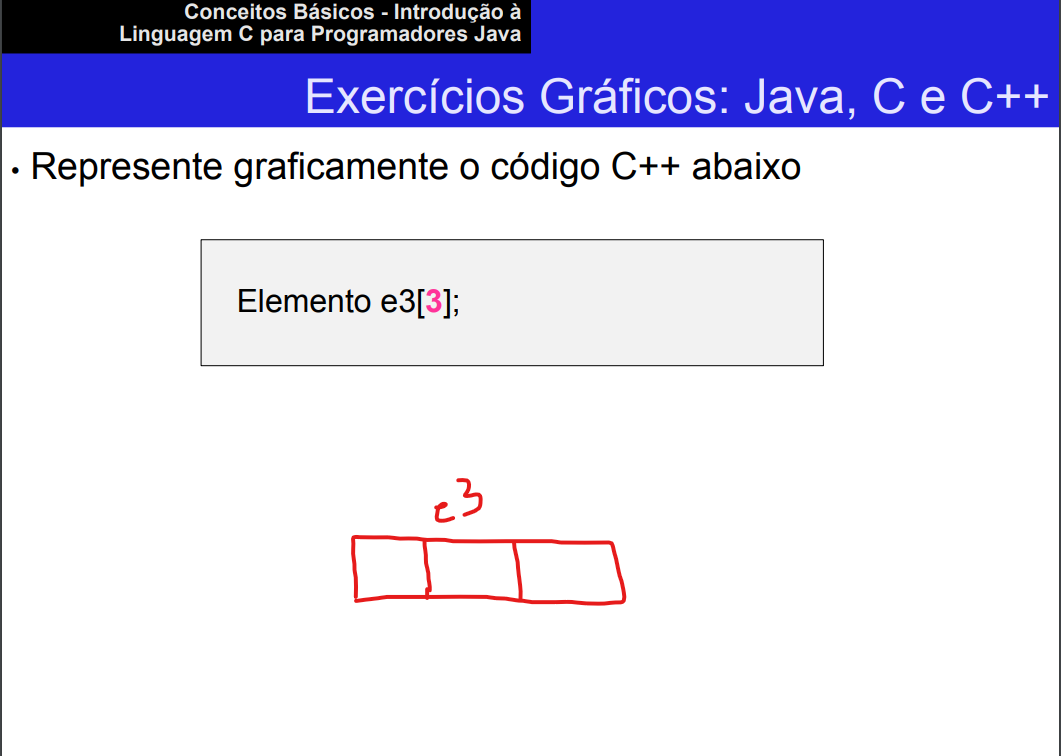 Conceitos Básicos - Introdução à
Linguagem C para Programadores Java
Exercícios Gráficos: Java, C e C++
• Represente graficamente o código C++ abaixo
Elemento e3[3];
e3